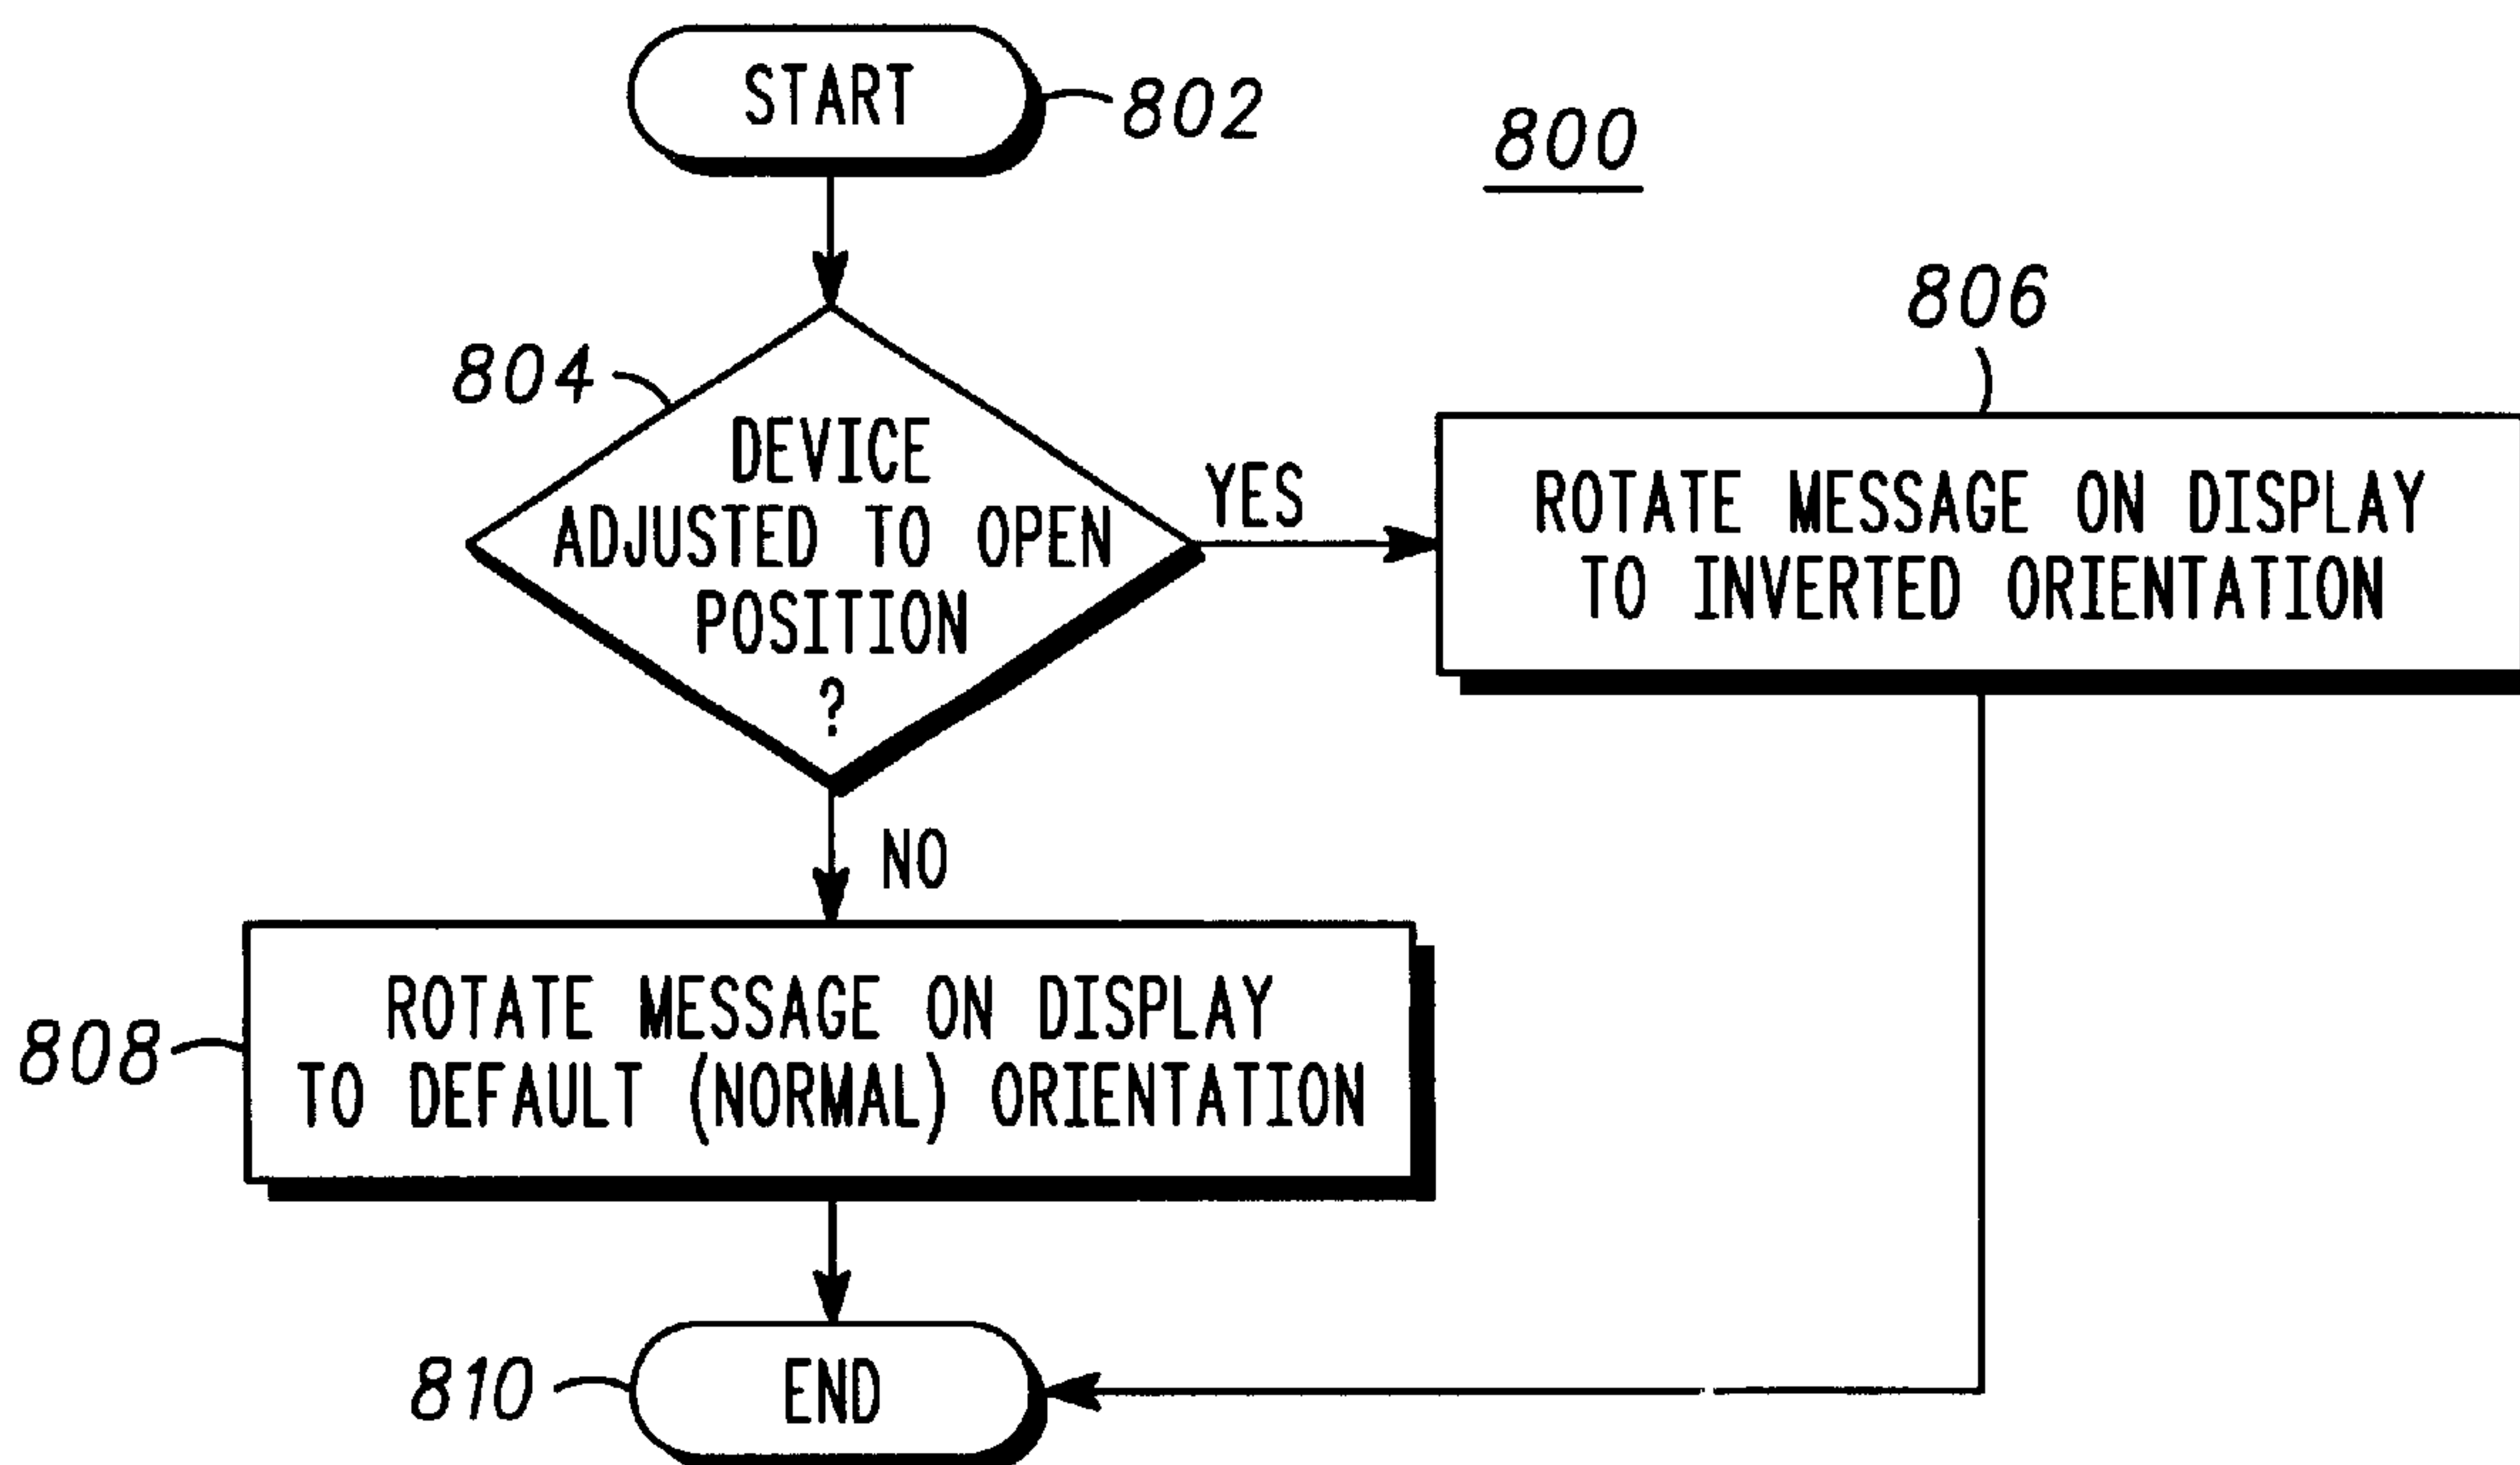 START
802
800
804
DEVICE
ADJUSTED TO OPEN
POSITION
?
YES
806
ROTATE MESSAGE ON DISPLAY
TO INVERTED ORIENTATION
NO
808
ROTATE MESSAGE ON DISPLAY
TO DEFAULT (NORMAL) ORIENTATION
810
END